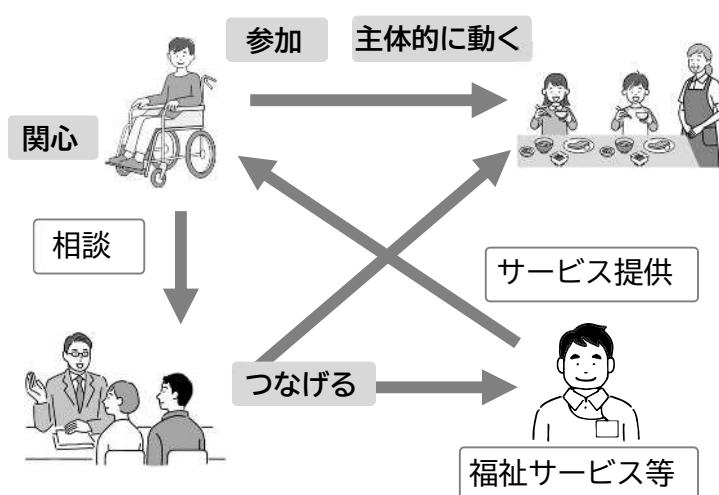 参加
主体的に動く
関心
相談
サービス提供
つなげる
福祉サービス等